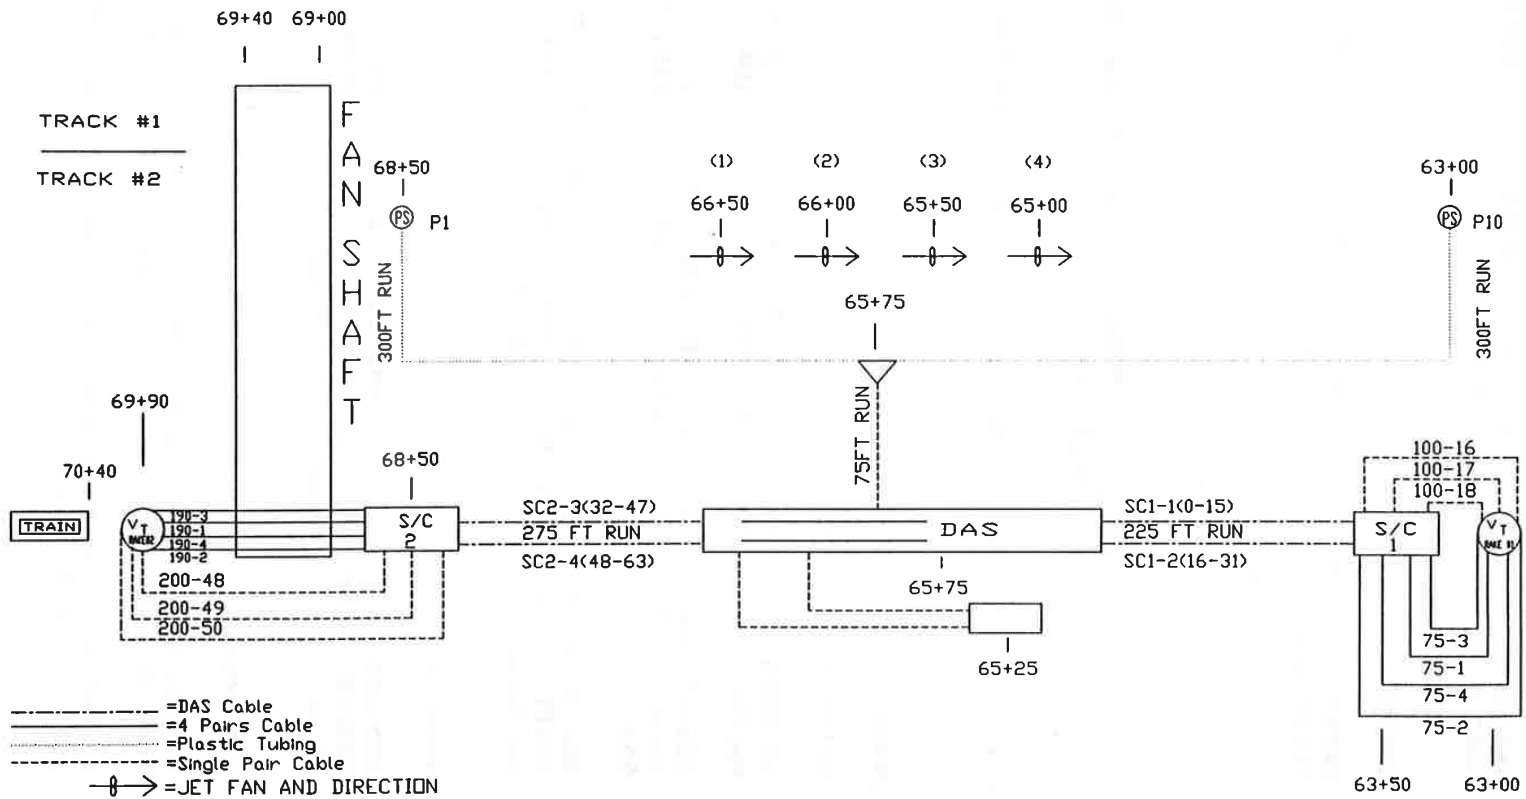 69+40 69+00
TRACK #1
TRACK #2
FAN SHAFT
68+50
PS P1
300FT RUN
(1) (2) (3) (4)
66+50 66+00 65+50 65+00
63+00
PS P10
300FT RUN
65+75
75FT RUN
69+90
70+40
TRAIN
V T
190-3
190-1
190-4
190-2
68+50
S/C
2
200-48
200-49
200-50
SC2-3(32-47)
275 FT RUN
SC2-4(48-63)
DAS
65+75
65+25
SC1-1(0-15)
225 FT RUN
SC1-2(16-31)
100-16
100-17
100-18
S/C
1
V T
75-3
75-1
75-4
75-2
63+50 63+00
=DAS Cable
=4 Pairs Cable
=Plastic Tubing
=Single Pair Cable
=JET FAN AND DIRECTION